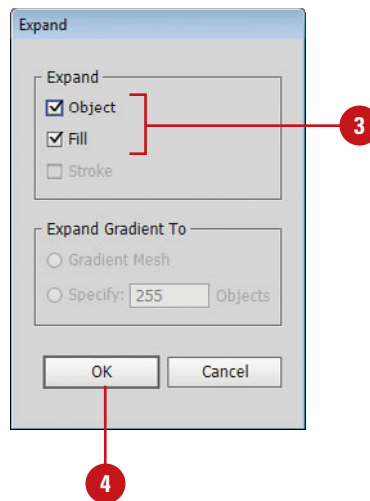 Expand
Expand
Object
3
Fill
Stroke
Expand Gradient To
Gradient Mesh
Specify: 255 Objects
OK Cancel
4